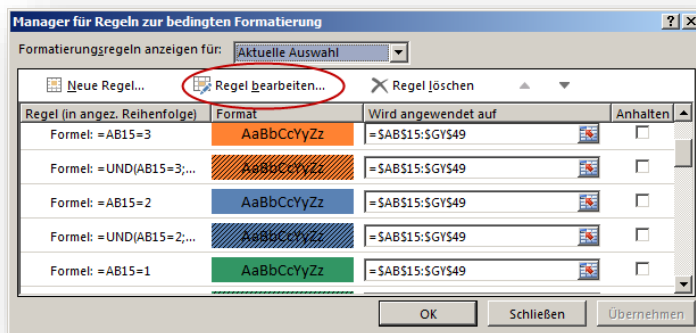 Manager für Regeln zur bedingten Formatierung
Formatierungsregeln anzeigen für: Aktuelle Auswahl
Neue Regel... Regel bearbeiten... Regel löschen
Regel (in angez. Reihenfolge) Format Wird angewendet auf Anhalten
Formel: =AB15=3 AaBbCcYyZz =$AB$15:$GY$49
Formel: =UND(AB15=3;... AaBbCcYyZz =$AB$15:$GY$49
Formel: =AB15=2 AaBbCcYyZz =$AB$15:$GY$49
Formel: =UND(AB15=2;... AaBbCcYyZz =$AB$15:$GY$49
Formel: =AB15=1 AaBbCcYyZz =$AB$15:$GY$49
OK Schließen Übernehmen